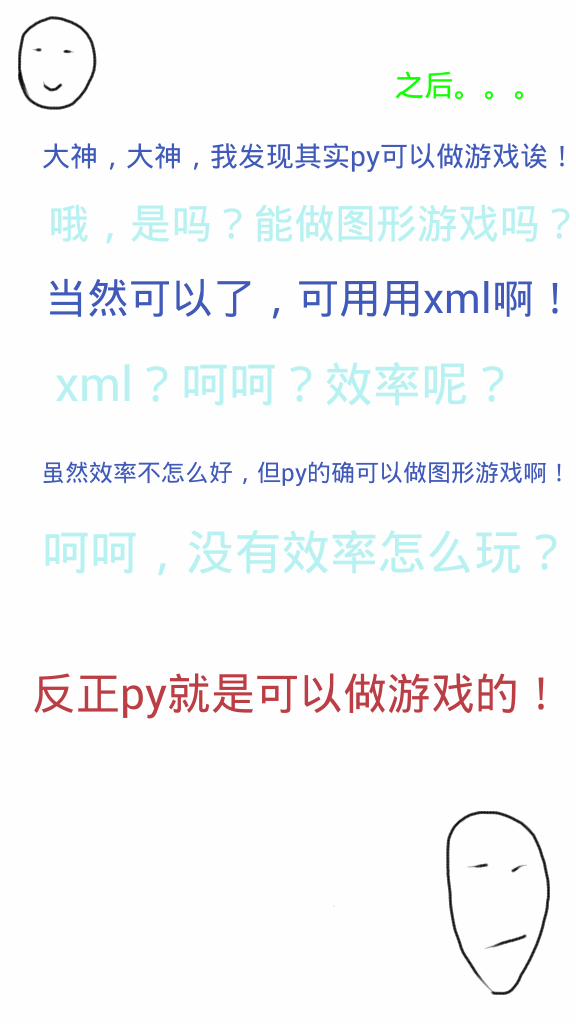 之后。。。
大神，大神，我发现其实py可以做游戏诶！
哦，是吗？能做图形游戏吗？
当然可以了，可用用xml啊！
xml？呵呵？效率呢？
虽然效率不怎么好，但py的确可以做图形游戏啊！
呵呵，没有效率怎么玩？
反正py就是可以做游戏的！